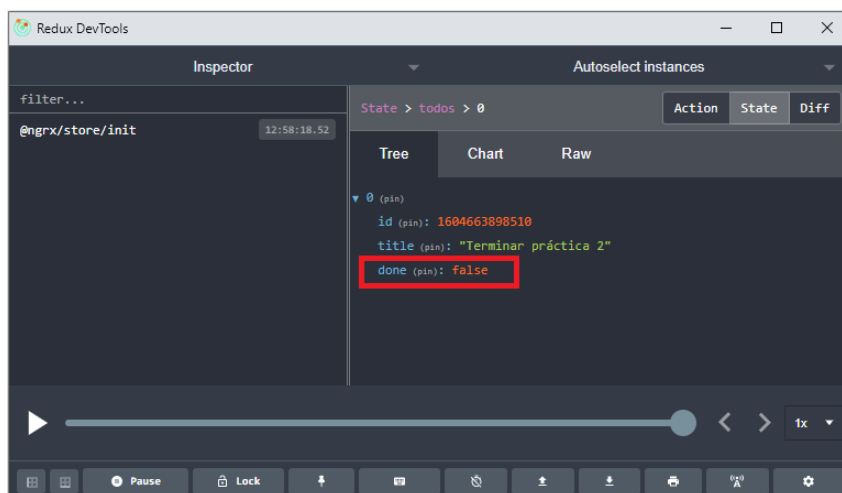 Redux DevTools
Inspector
Autoselect instances
filter...
@ngrx/store/init 12:58:18.52
State > todos > 0
Action State Diff
Tree Chart Raw
0 (pin)
id (pin): 1604663898510
title (pin): "Terminar práctica 2"
done (pin): false
1x
Pause Lock